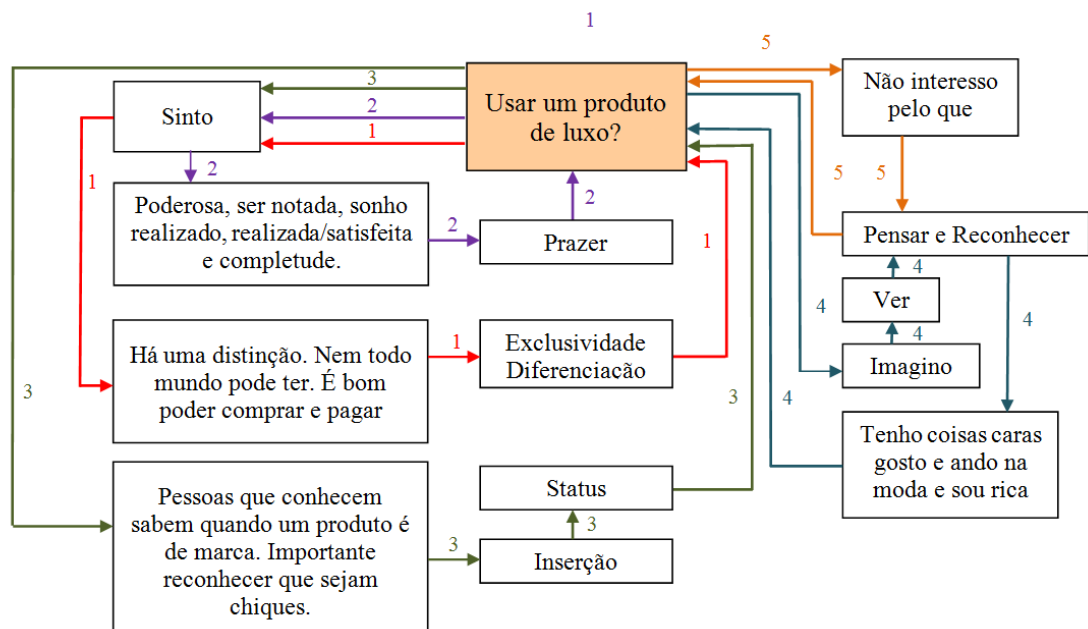 1
5
3
Usar um produto
de luxo?
Não interesso
pelo que
Sinto
2
1
1
2
5
5
Poderosa, ser notada, sonho
realizado, realizada/satisfeita
e completude.
2
Prazer
2
1
Pensar e Reconhecer
4
Ver
4
4
4
Imagino
Há uma distinção. Nem todo
mundo pode ter. É bom
poder comprar e pagar
1
Exclusividade
Diferenciação
3
3
4
Tenho coisas caras
gosto e ando na
moda e sou rica
Pessoas que conhecem
sabem quando um produto é
de marca. Importante
reconhecer que sejam
chiques.
Status
3
3
Inserção